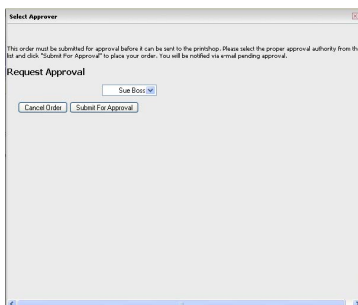 Select Approver
This order must be submitted for approval before it can be sent to the printshop. Please select the proper approval authority from th
list and click "Submit For Approval" to place your order. You will be notified via e-mail pending approval.
Request Approval
Sue Boss
Cancel Order Submit For Approval